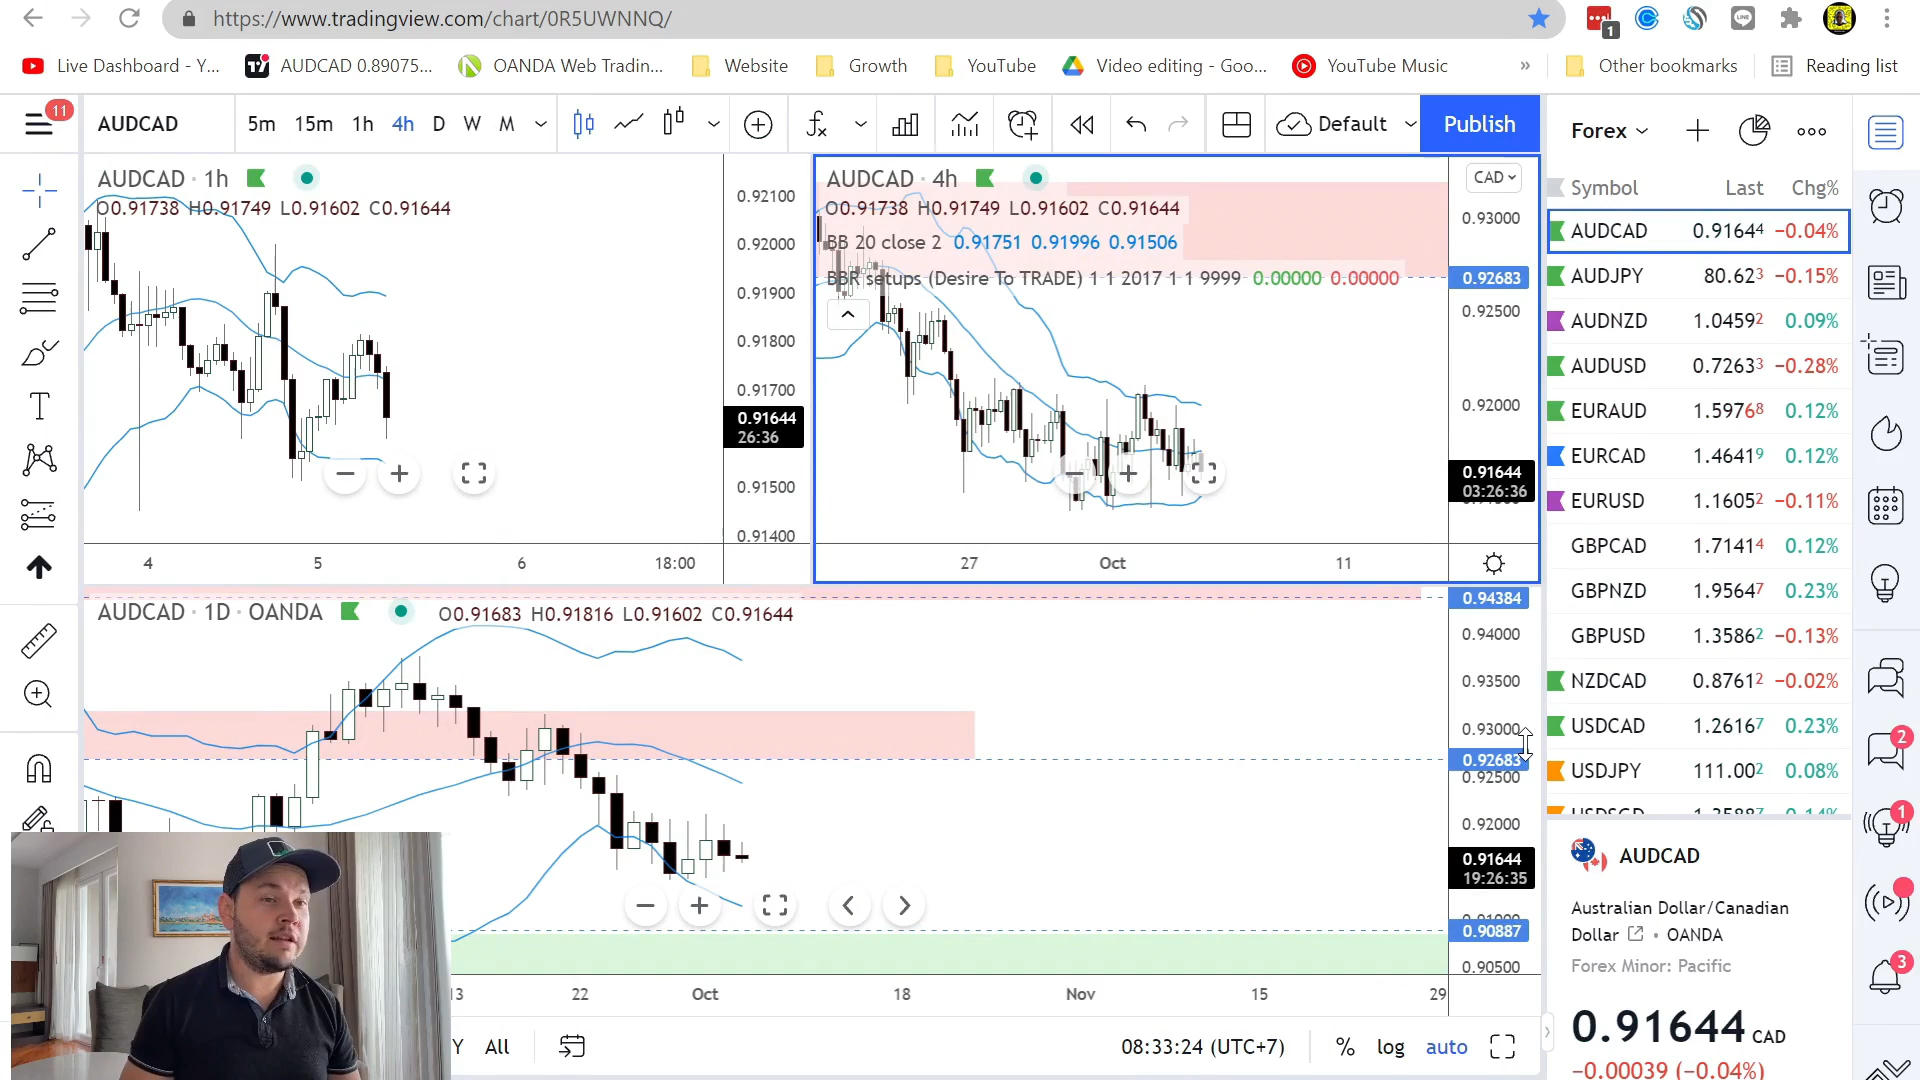 https://www.tradingview.com/chart/0R5UWNNQ/
1
Live Dashboard - Y...
AUDCAD 0.89075...
OANDA Web Tradin...
Website
Growth
YouTube
Video editing - Goo...
YouTube Music
»
Other bookmarks
Reading list
11
AUDCAD
5m 15m 1h 4h D W M
Default
Publish
Forex
AUDCAD · 1h
O0.91738 H0.91749 L0.91602 C0.91644
0.92100
0.92000
0.91900
0.91800
0.91700
0.91644
26:36
0.91500
0.91400
4 5 6 18:00
AUDCAD · 4h
O0.91738 H0.91749 L0.91602 C0.91644
BB 20 close 2 0.91751 0.91996 0.91506
BBR setups (Desire To TRADE) 1 1 2017 1 1 9999 0.00000 0.00000
CAD
0.93000
0.92683
0.92500
0.92000
0.91644
03:26:36
27 Oct 11
AUDCAD · 1D · OANDA
O0.91683 H0.91816 L0.91602 C0.91644
0.94384
0.94000
0.93500
0.93000
0.92683
0.92500
0.92000
0.91644
19:26:35
0.90887
0.90500
13 22 Oct 18 Nov 15 29
Y All
08:33:24 (UTC+7)
% log auto
Symbol Last Chg%
AUDCAD 0.91644 −0.04%
AUDJPY 80.623 −0.15%
AUDNZD 1.04592 0.09%
AUDUSD 0.72633 −0.28%
EURAUD 1.59768 0.12%
EURCAD 1.46419 0.12%
EURUSD 1.16052 −0.11%
GBPCAD 1.71414 0.12%
GBPNZD 1.95647 0.23%
GBPUSD 1.35862 −0.13%
NZDCAD 0.87612 −0.02%
USDCAD 1.26167 0.23%
USDJPY 111.002 0.08%
AUDCAD
Australian Dollar/Canadian
Dollar • OANDA
Forex Minor: Pacific
0.91644 CAD
−0.00039 (−0.04%)
2
1
3